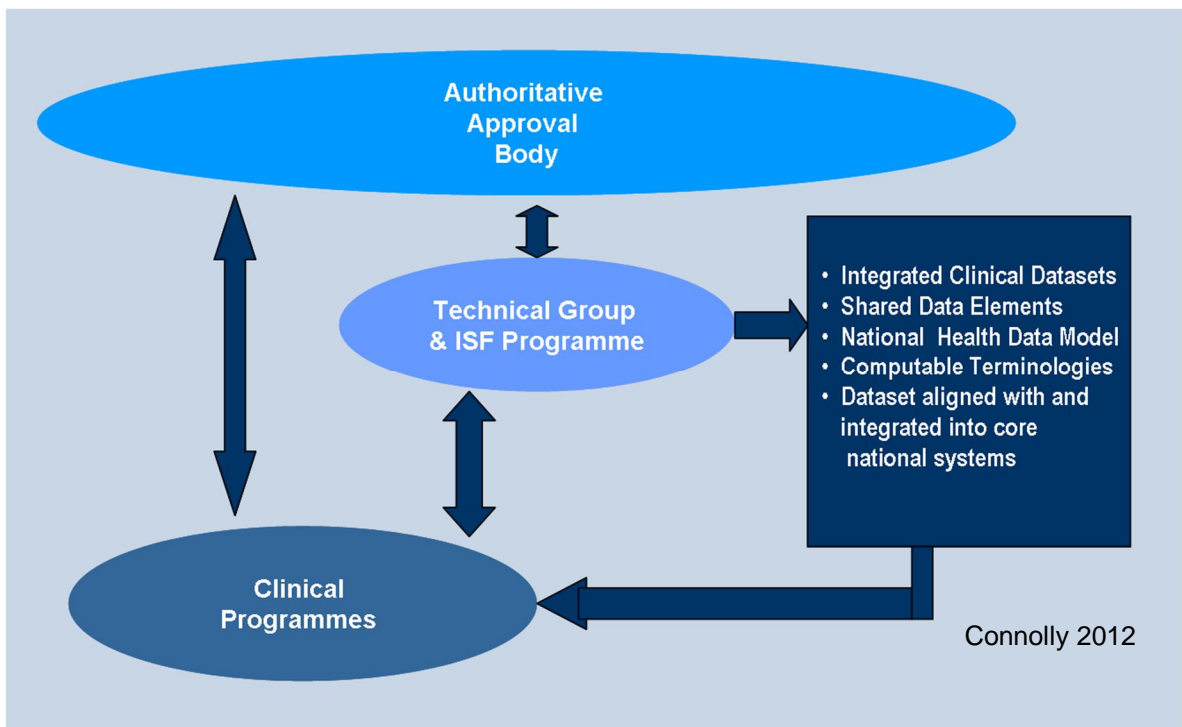 Authoritative
Approval
Body
Technical Group
& ISF Programme
• Integrated Clinical Datasets
• Shared Data Elements
• National Health Data Model
• Computable Terminologies
• Dataset aligned with and
integrated into core
national systems
Clinical
Programmes
Connolly 2012